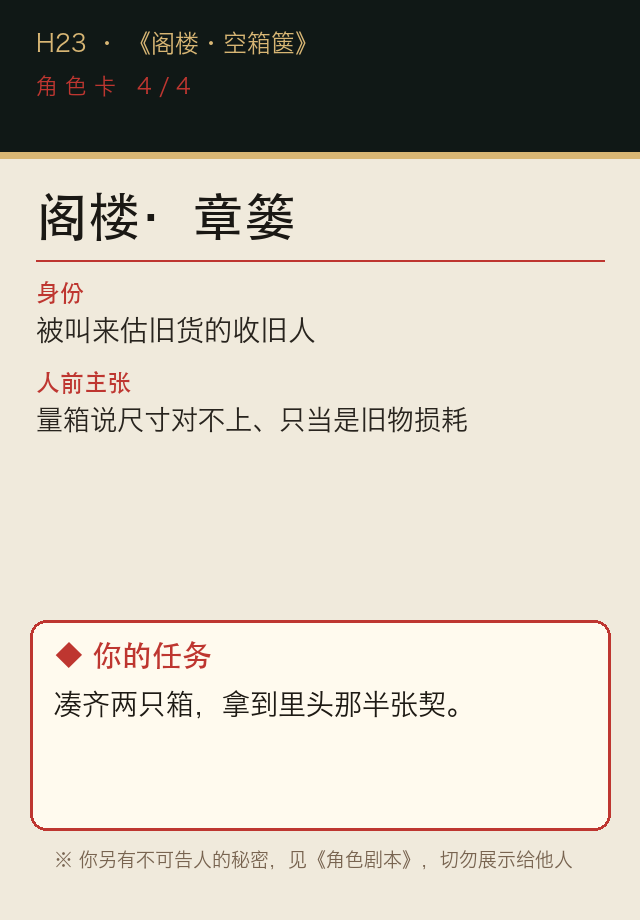 H23 · 《阁楼·空箱箧》
角色卡 4/4
阁楼· 章篓
身份
被叫来估旧货的收旧人
人前主张
量箱说尺寸对不上、只当是旧物损耗
◆ 你的任务
凑齐两只箱，拿到里头那半张契。
※ 你另有不可告人的秘密，见《角色剧本》，切勿展示给他人